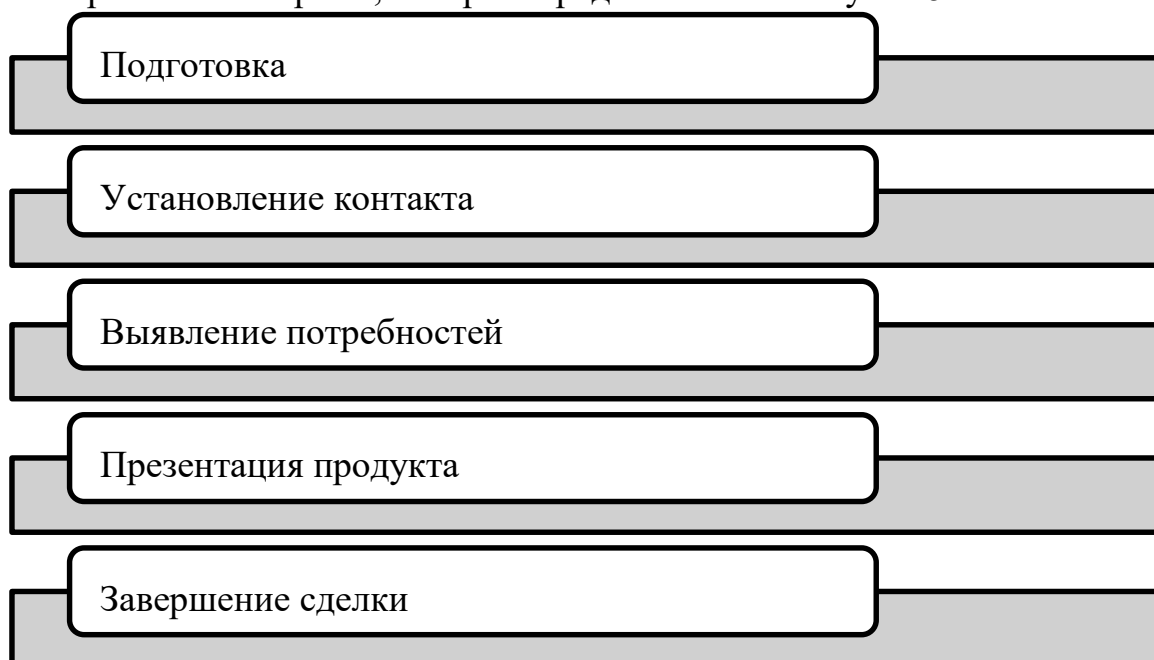 Подготовка
Установление контакта
Выявление потребностей
Презентация продукта
Завершение сделки